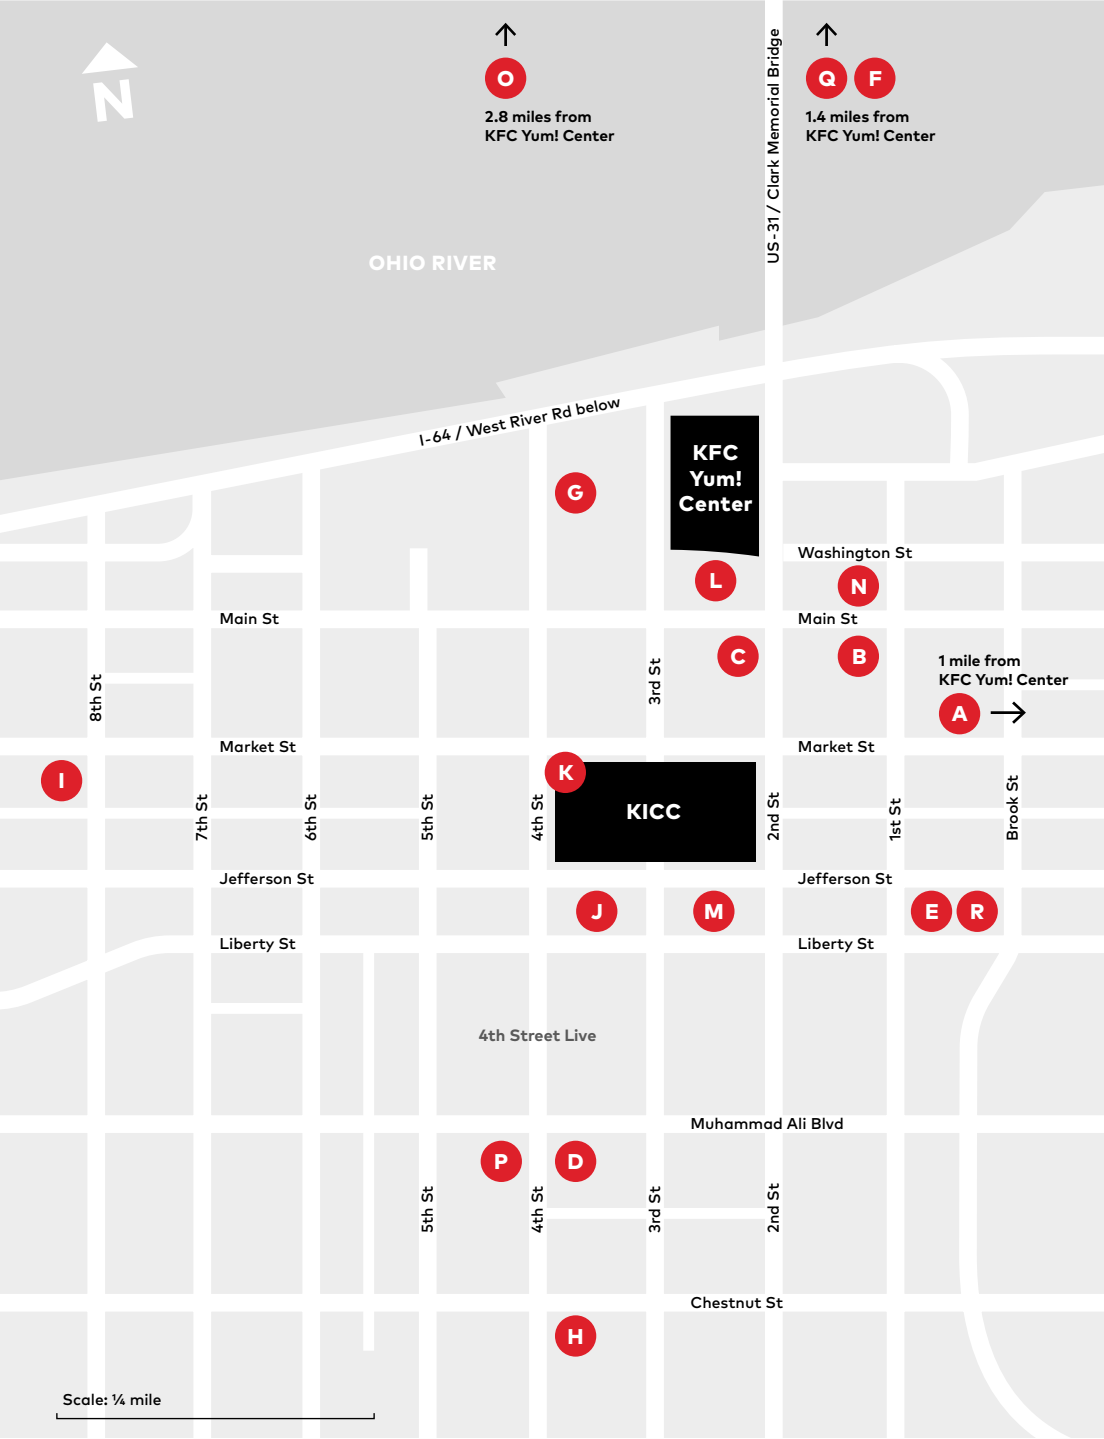 N
O
2.8 miles from
KFC Yum! Center
US-31 / Clark Memorial Bridge
Q F
1.4 miles from
KFC Yum! Center
OHIO RIVER
I-64 / West River Rd below
KFC
Yum!
Center
G
Washington St
L
N
Main St
Main St
C
B
3rd St
8th St
1 mile from
KFC Yum! Center
A
Market St
Market St
I
K
KICC
7th St
6th St
5th St
4th St
2nd St
1st St
Brook St
Jefferson St
Jefferson St
J
M
E R
Liberty St
Liberty St
4th Street Live
Muhammad Ali Blvd
P
D
5th St
4th St
3rd St
2nd St
Chestnut St
H
Scale: ¼ mile